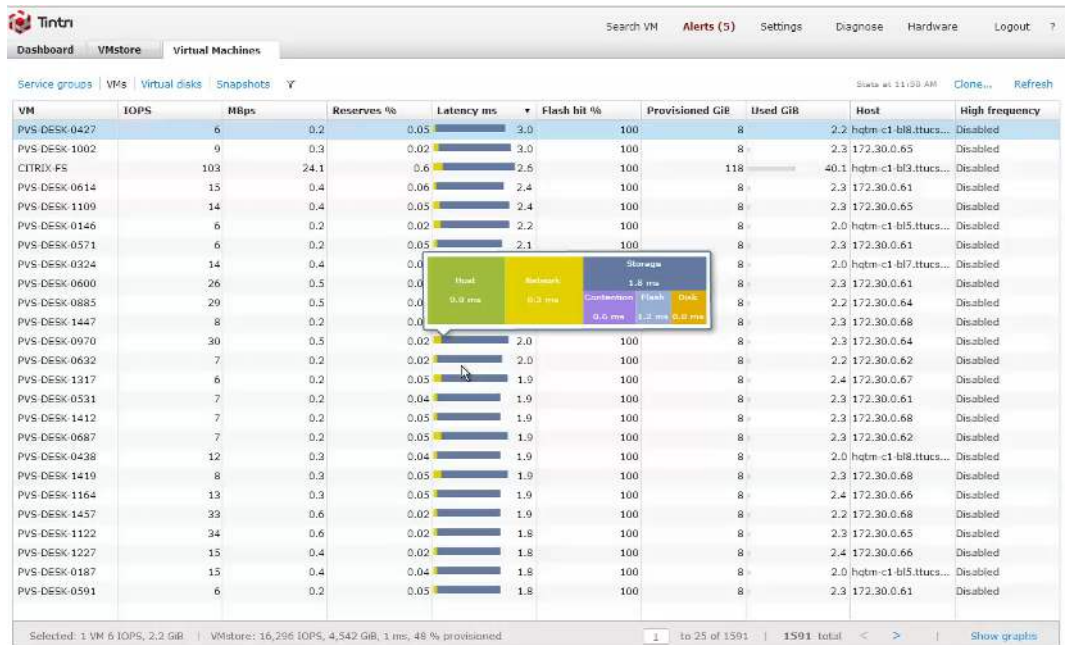 Tintri
Search VM Alerts (5) Settings Diagnose Hardware Logout ?
Dashboard VMstore Virtual Machines
Service groups VMs Virtual disks Snapshots Stats at 11:58 AM Clone... Refresh
VM IOPS MBps Reserves % Latency ms Flash hit % Provisioned GiB Used GiB Host High frequency
PVS-DESK-0427 6 0.2 0.05 3.0 100 8 2.2 hqtm-c1-bl8.ttucs... Disabled
PVS-DESK-1002 9 0.3 0.02 3.0 100 8 2.3 172.30.0.65 Disabled
CITRIX-FS 103 24.1 0.6 2.6 100 118 40.1 hqtm-c1-bl3.ttucs... Disabled
PVS-DESK-0614 15 0.4 0.06 2.4 100 8 2.3 172.30.0.61 Disabled
PVS-DESK-1109 14 0.4 0.05 2.4 100 8 2.3 172.30.0.65 Disabled
PVS-DESK-0146 6 0.2 0.02 2.2 100 8 2.0 hqtm-c1-bl5.ttucs... Disabled
PVS-DESK-0571 6 0.2 0.05 2.1 100 8 2.3 172.30.0.61 Disabled
PVS-DESK-0324 14 0.4 0.0 8 2.0 hqtm-c1-bl7.ttucs... Disabled
PVS-DESK-0600 26 0.5 0.0 8 2.3 172.30.0.61 Disabled
PVS-DESK-0885 29 0.5 0.0 8 2.2 172.30.0.64 Disabled
PVS-DESK-1447 8 0.2 0.0 8 2.3 172.30.0.68 Disabled
Host Network Storage
1.8 ms
0.0 ms 0.2 ms Contention Flash Disk
0.6 ms 1.2 ms 0.0 ms
PVS-DESK-0970 30 0.5 0.02 2.0 100 8 2.3 172.30.0.64 Disabled
PVS-DESK-0632 7 0.2 0.02 2.0 100 8 2.2 172.30.0.62 Disabled
PVS-DESK-1317 6 0.2 0.05 1.9 100 8 2.4 172.30.0.67 Disabled
PVS-DESK-0531 7 0.2 0.04 1.9 100 8 2.3 172.30.0.61 Disabled
PVS-DESK-1412 7 0.2 0.05 1.9 100 8 2.3 172.30.0.68 Disabled
PVS-DESK-0687 7 0.2 0.05 1.9 100 8 2.3 172.30.0.62 Disabled
PVS-DESK-0438 12 0.3 0.04 1.9 100 8 2.0 hqtm-c1-bl8.ttucs... Disabled
PVS-DESK-1419 8 0.3 0.05 1.9 100 8 2.3 172.30.0.68 Disabled
PVS-DESK-1164 13 0.3 0.05 1.9 100 8 2.4 172.30.0.66 Disabled
PVS-DESK-1457 33 0.6 0.02 1.9 100 8 2.2 172.30.0.68 Disabled
PVS-DESK-1122 34 0.6 0.02 1.8 100 8 2.3 172.30.0.65 Disabled
PVS-DESK-1227 15 0.4 0.02 1.8 100 8 2.4 172.30.0.66 Disabled
PVS-DESK-0187 15 0.4 0.04 1.8 100 8 2.0 hqtm-c1-bl5.ttucs... Disabled
PVS-DESK-0591 6 0.2 0.05 1.8 100 8 2.3 172.30.0.61 Disabled
Selected: 1 VM 6 IOPS, 2.2 GiB | VMstore: 16,296 IOPS, 4,542 GiB, 1 ms, 48 % provisioned 1 to 25 of 1591 | 1591 total < > | Show graphs